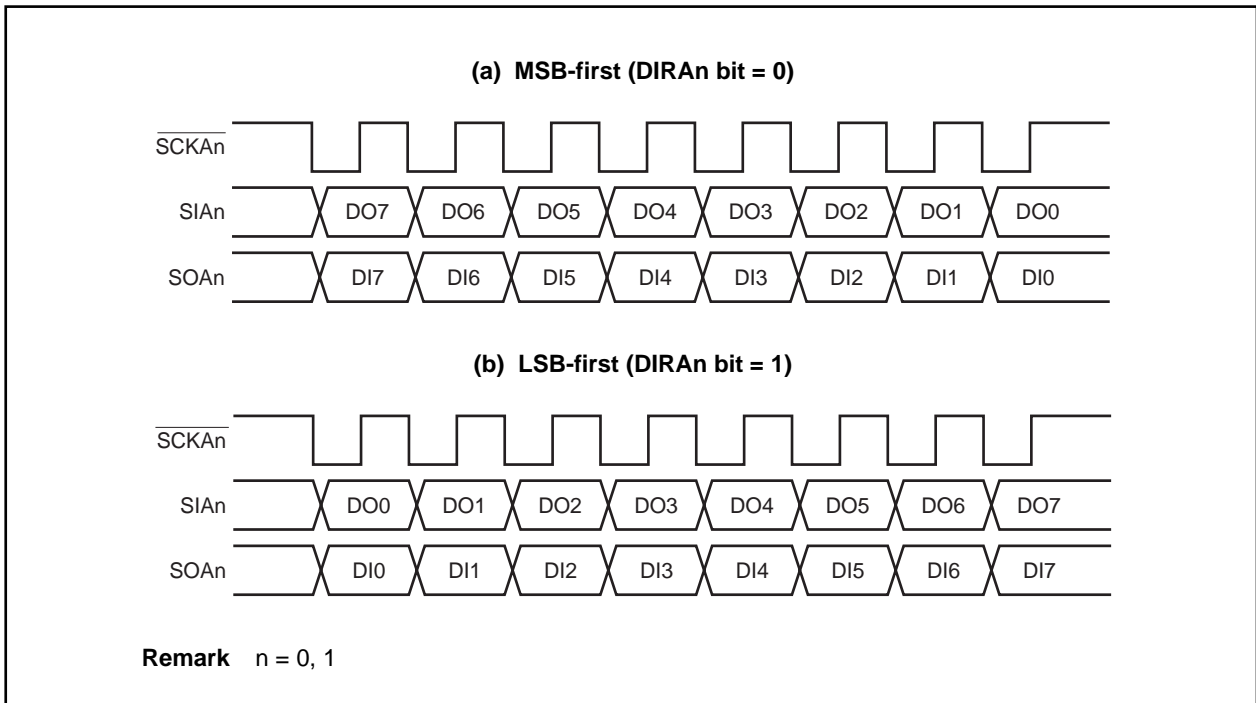 (a) MSB-first (DIRAn bit = 0)
SCKAn
SIAn DO7 DO6 DO5 DO4 DO3 DO2 DO1 DO0
SOAn DI7 DI6 DI5 DI4 DI3 DI2 DI1 DI0
(b) LSB-first (DIRAn bit = 1)
SCKAn
SIAn DO0 DO1 DO2 DO3 DO4 DO5 DO6 DO7
SOAn DI0 DI1 DI2 DI3 DI4 DI5 DI6 DI7
Remark n = 0, 1